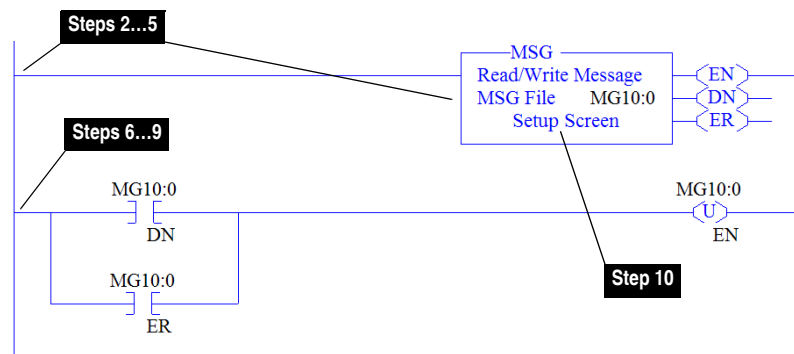 Steps 2…5
MSG
Read/Write Message
MSG File MG10:0
Setup Screen
EN
DN
ER
Steps 6…9
MG10:0
DN
MG10:0
U
EN
MG10:0
ER
Step 10